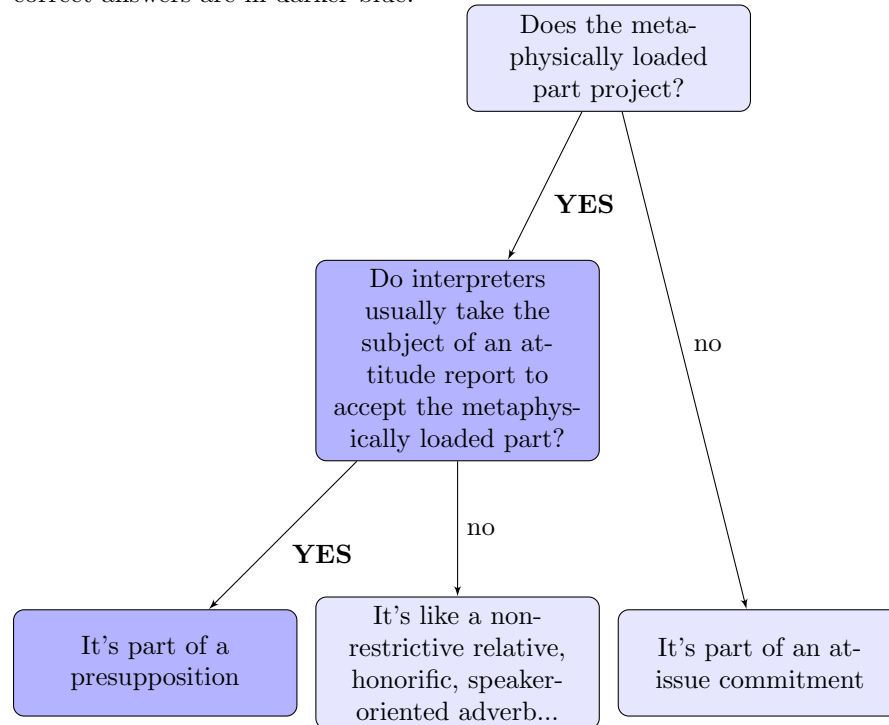 correct answers are in darker blue.
Does the meta-
physically loaded
part project?
YES
no
Do interpreters
usually take the
subject of an at-
titude report to
accept the metaphys-
ically loaded part?
YES
no
It's part of a
presupposition
It's like a non-
restrictive relative,
honorific, speaker-
oriented adverb...
It's part of an at-
issue commitment